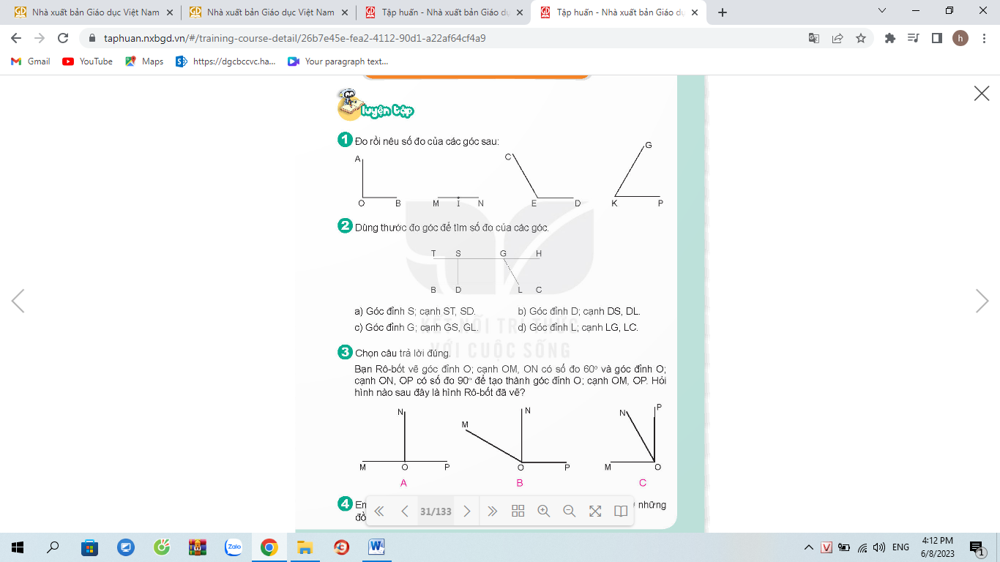 Nhà xuất bản Giáo dục Việt Nam
Nhà xuất bản Giáo dục Việt Nam
Tập huấn - Nhà xuất bản Giáo dụ
Tập huấn - Nhà xuất bản Giáo dụ
taphuan.nxbgd.vn/#/training-course-detail/26b7e45e-fea2-4112-90d1-a22af64cf4a9
h
Gmail YouTube Maps https://dgcbccvc.ha... Your paragraph text...
luyện tập
1 Đo rồi nêu số đo của các góc sau:
A O B M I N C E D G K P
2 Dùng thước đo góc để tìm số đo của các góc.
T S G H
B D L C
a) Góc đỉnh S; cạnh ST, SD. b) Góc đỉnh D; cạnh DS, DL.
c) Góc đỉnh G; cạnh GS, GL. d) Góc đỉnh L; cạnh LG, LC.
KẾT NỐI TRI THỨC
VỚI CUỘC SỐNG
3 Chọn câu trả lời đúng.
Bạn Rô-bốt vẽ góc đỉnh O; cạnh OM, ON có số đo 60º và góc đỉnh O;
cạnh ON, OP có số đo 90º để tạo thành góc đỉnh O; cạnh OM, OP. Hỏi
hình nào sau đây là hình Rô-bốt đã vẽ?
N M O P
M N O P
N P M O
A B C
4 những
31/133
Zalo
V ENG
4:12 PM
6/8/2023
1